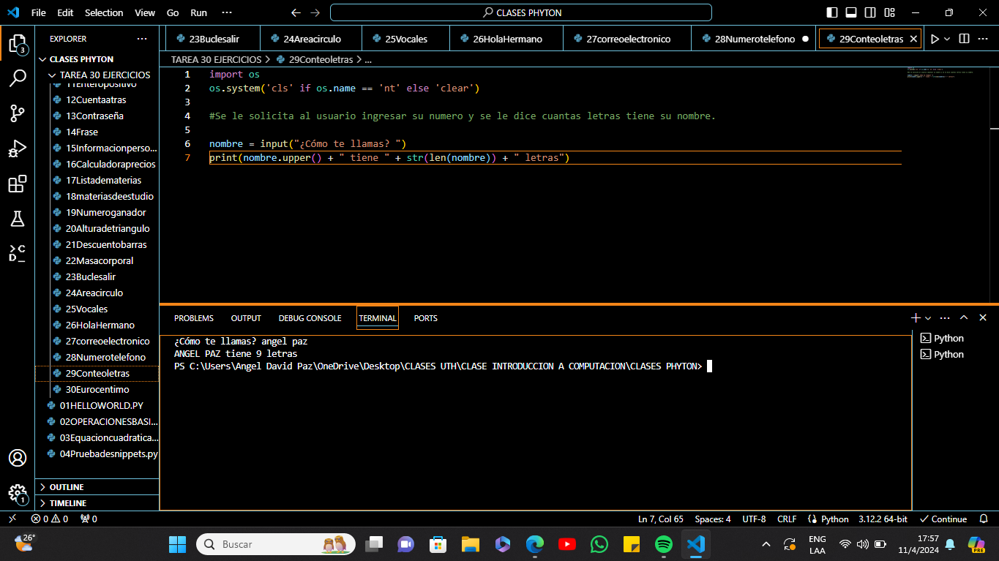 File Edit Selection View Go Run ··· CLASES PHYTON
EXPLORER ···
23Buclesalir 24Areacirculo 25Vocales 26HolaHermano 27correoelectronico 28Numerotelefono 29Conteoletras
3
CLASES PHYTON
TAREA 30 EJERCICIOS > 29Conteoletras > ...
TAREA 30 EJERCICIOS
11Enteropositivo
12Cuentaatras
13Contraseña
14Frase
15Informacionperso...
16Calculadoraprecios
17Listadematerias
18materiasdeestudio
19Numeroganador
20Alturadetriangulo
21Descuentobarras
22Masacorporal
23Buclesalir
24Areacirculo
25Vocales
26HolaHermano
27correoelectronico
28Numerotelefono
29Conteoletras
30Eurocentimo
01HELLOWORLD.PY
02OPERACIONESBASI...
03Equacioncuadratica...
04Pruebadesnippets.py
OUTLINE
TIMELINE
1
1 import os
2 os.system('cls' if os.name == 'nt' else 'clear')
3
4 #Se le solicita al usuario ingresar su numero y se le dice cuantas letras tiene su nombre.
5
6 nombre = input("¿Cómo te llamas? ")
7 print(nombre.upper() + " tiene " + str(len(nombre)) + " letras")
PROBLEMS OUTPUT DEBUG CONSOLE TERMINAL PORTS
¿Cómo te llamas? angel paz
ANGEL PAZ tiene 9 letras
PS C:\Users\Angel David Paz\OneDrive\Desktop\CLASES UTH\CLASE INTRODUCCION A COMPUTACION\CLASES PHYTON>
Python
Python
0 0 0 Ln 7, Col 65 Spaces: 4 UTF-8 CRLF Python 3.12.2 64-bit Continue
26° Buscar ENG 17:57
LAA 11/4/2024 PRE